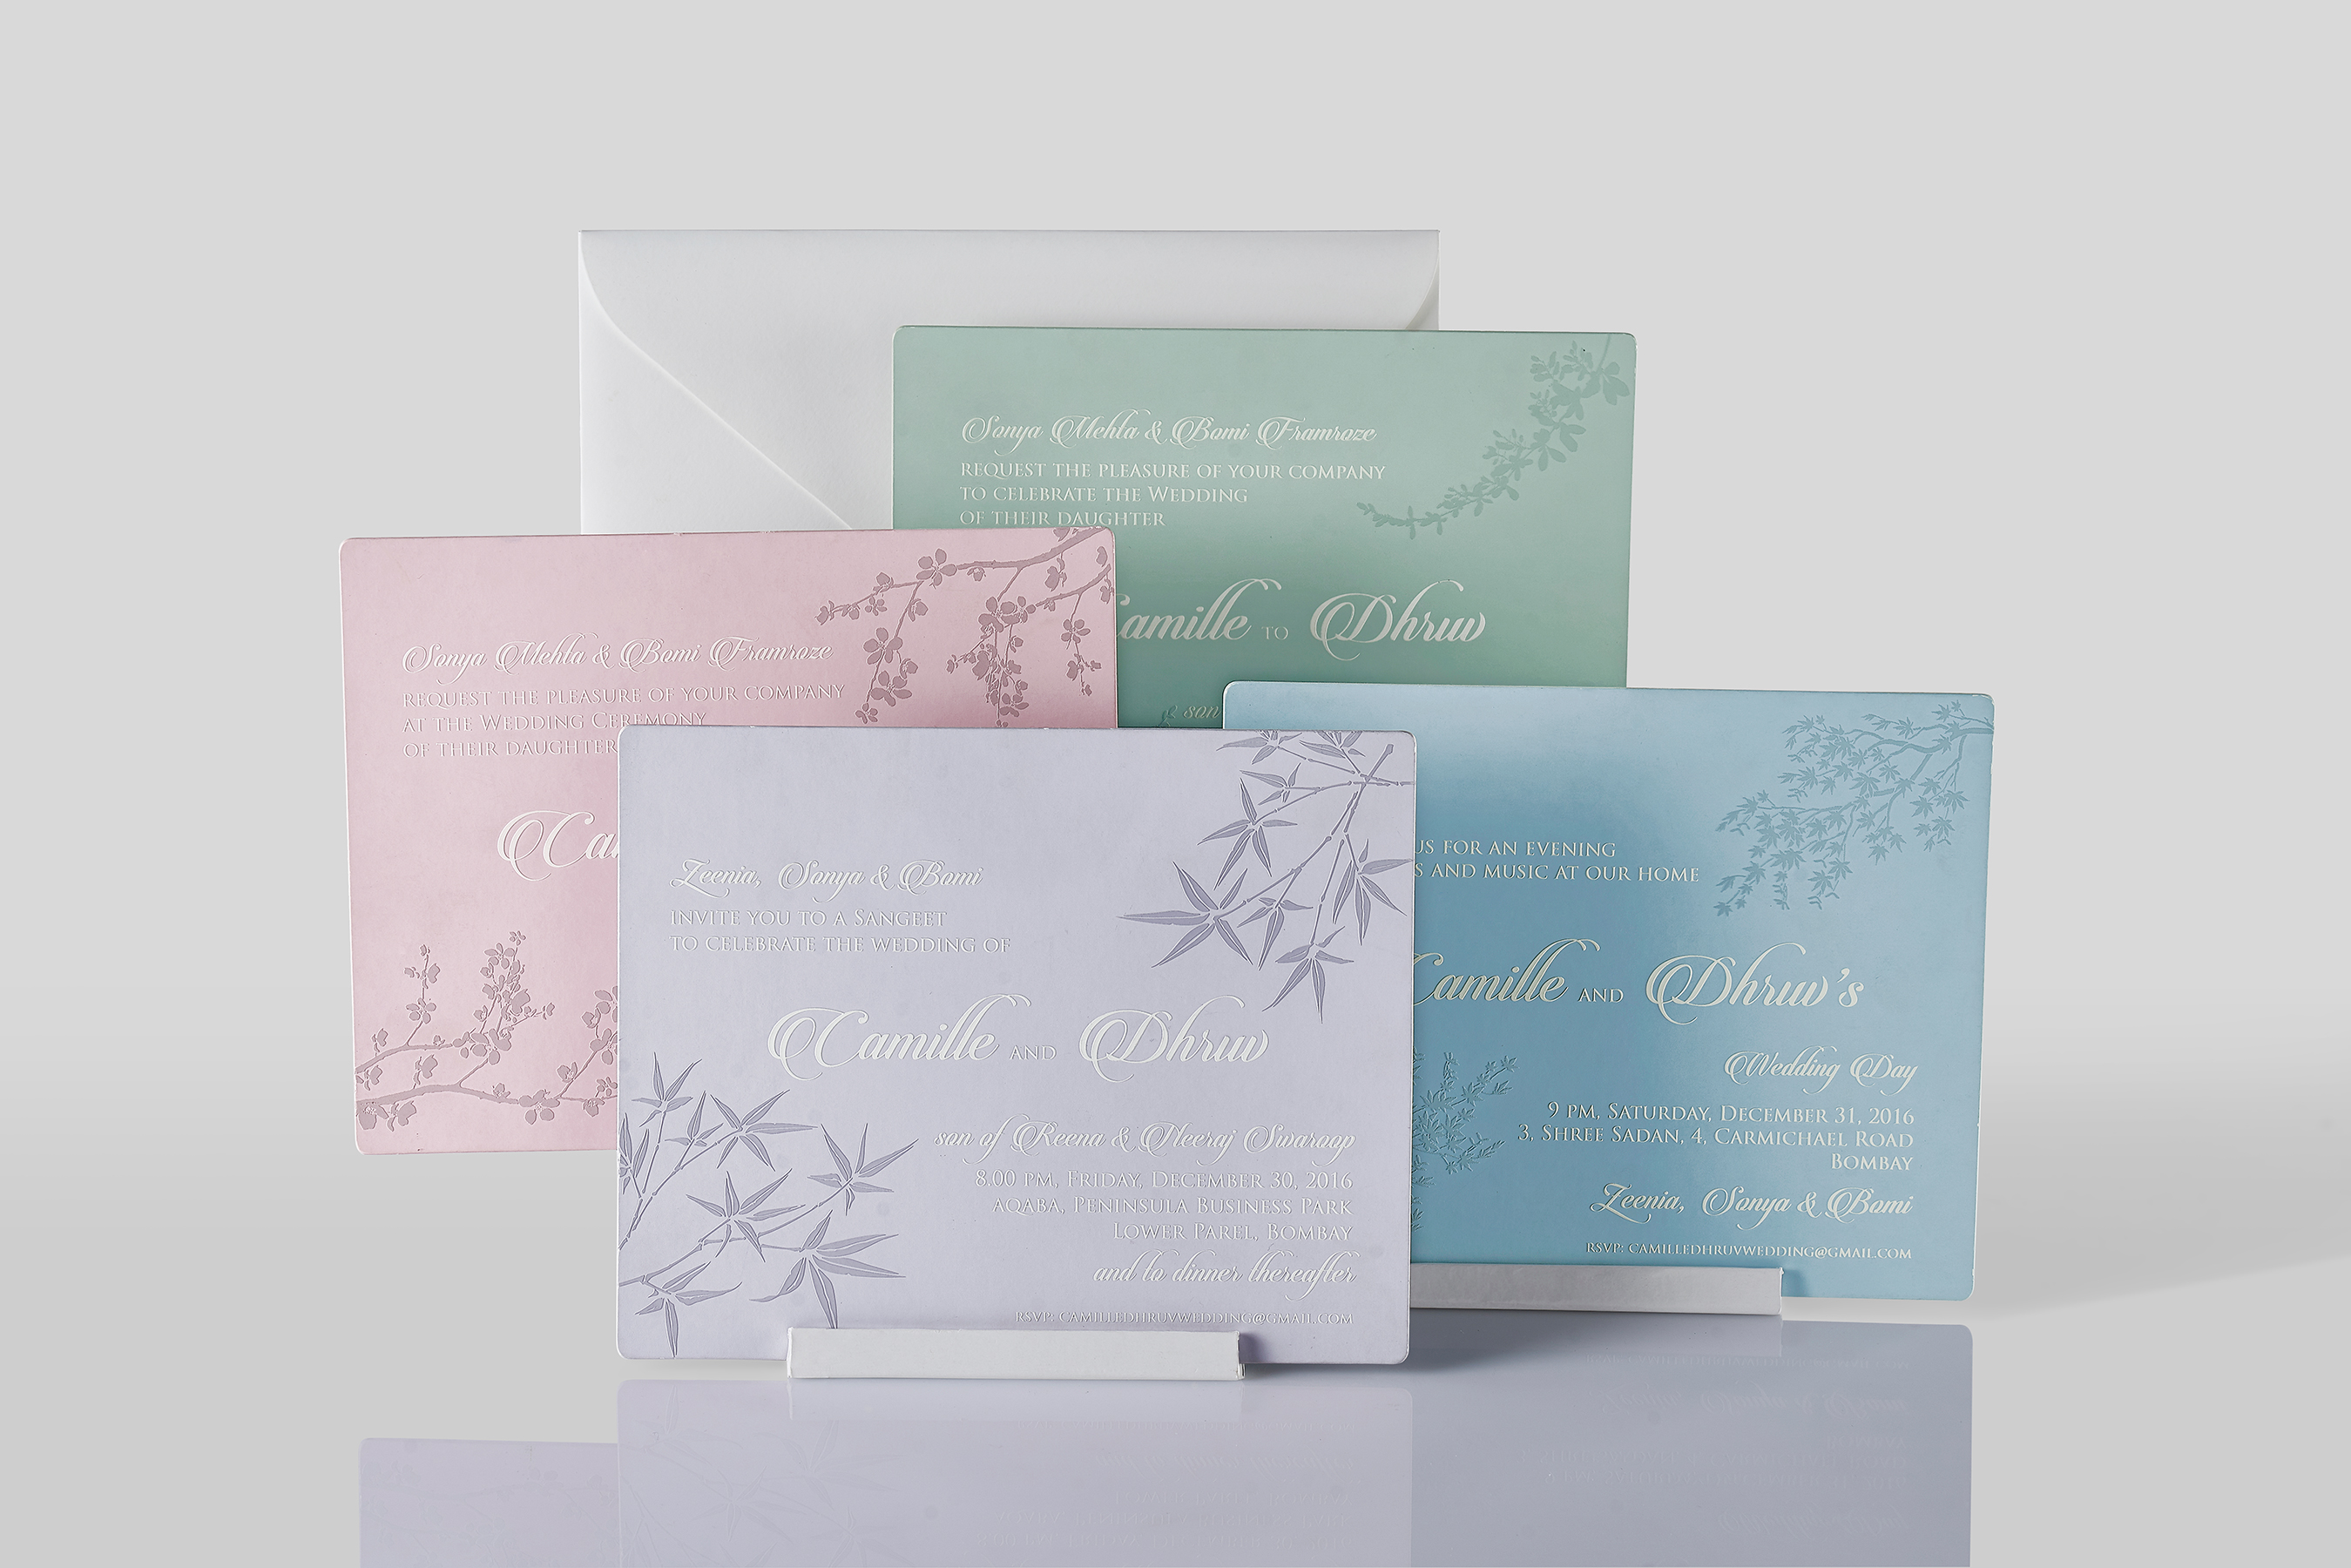 Sonya Mehta & Bomi Framroze
REQUEST THE PLEASURE OF YOUR COMPANY
TO CELEBRATE THE WEDDING
OF THEIR DAUGHTER
Camille TO Dhruv
son
Sonya Mehta & Bomi Framroze
REQUEST THE PLEASURE OF YOUR COMPANY
AT THE WEDDING CEREMONY
OF THEIR DAUGHTER
Ca
Zeenia, Sonya & Bomi
INVITE YOU TO A SANGEET
TO CELEBRATE THE WEDDING OF
Camille AND Dhruv
son of Reena & Neeraj Swaroop
8.00 PM, FRIDAY, DECEMBER 30, 2016
AQABA, PENINSULA BUSINESS PARK
LOWER PAREL, BOMBAY
and to dinner thereafter
RSVP: CAMILLEDHRUVWEDDING@GMAIL.COM
US FOR AN EVENING
S AND MUSIC AT OUR HOME
Camille AND Dhruv's
Wedding Day
9 PM, SATURDAY, DECEMBER 31, 2016
3, SHREE SADAN, 4, CARMICHAEL ROAD
BOMBAY
Zeenia, Sonya & Bomi
RSVP: CAMILLEDHRUVWEDDING@GMAIL.COM